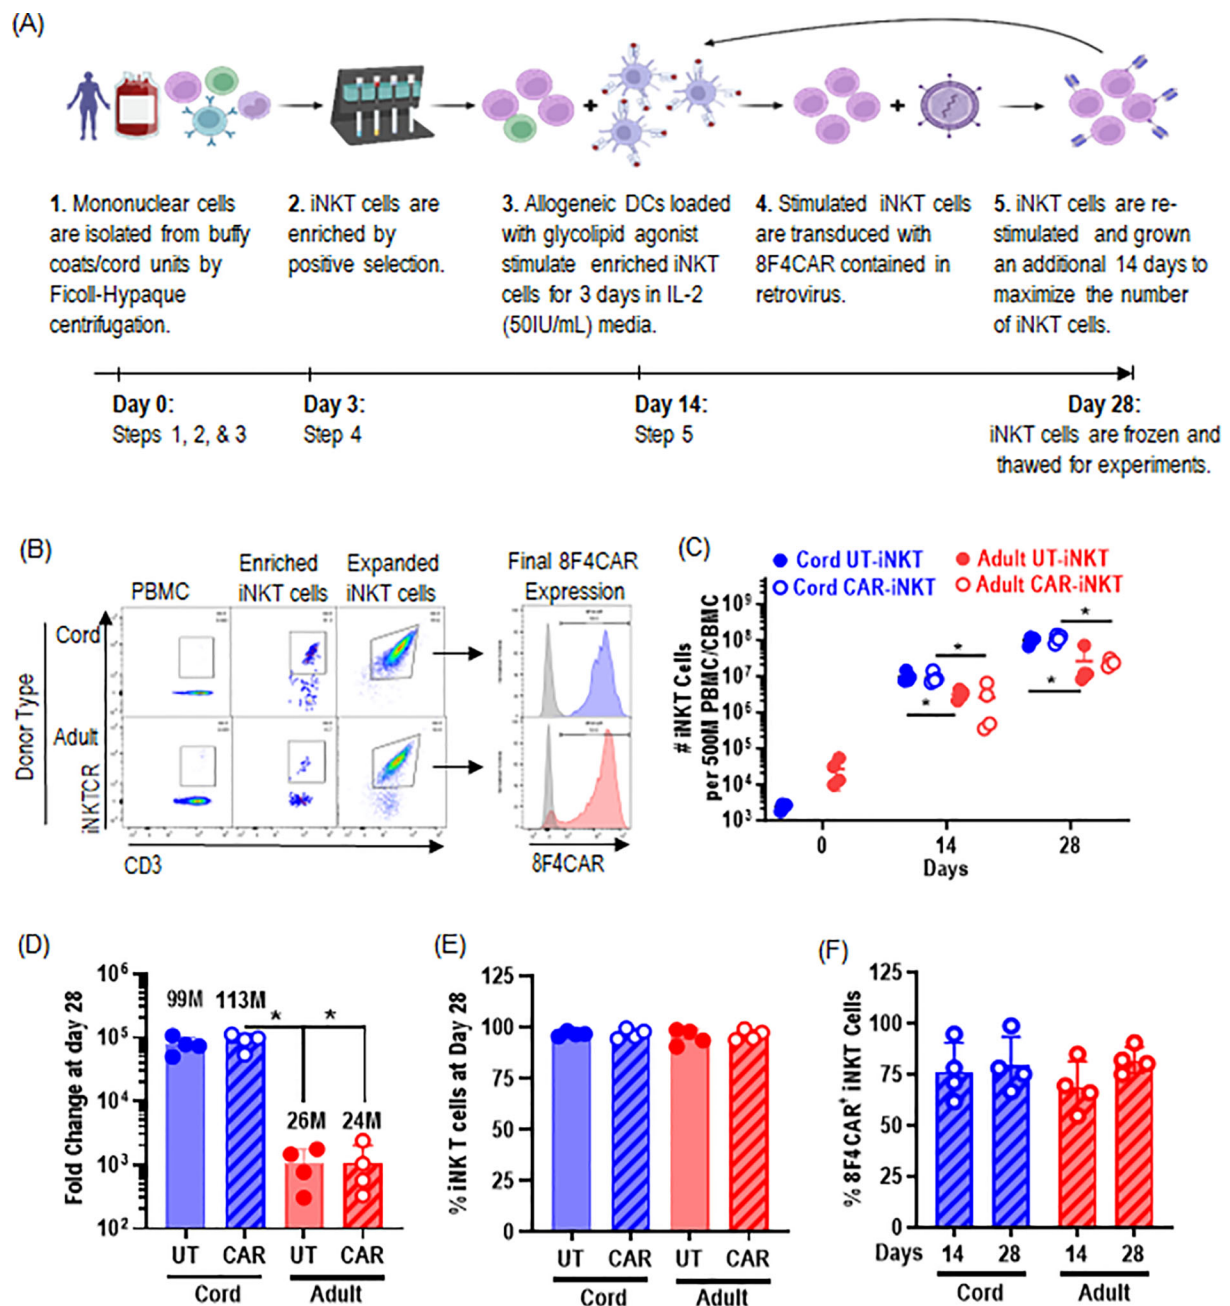 (A)
1. Mononuclear cells
are isolated from buffy
coats/cord units by
Ficoll-Hypaque
centrifugation.
2. iNKT cells are
enriched by
positive selection.
3. Allogeneic DCs loaded
with glycolipid agonist
stimulate enriched iNKT
cells for 3 days in IL-2
(50IU/mL) media.
4. Stimulated iNKT cells
are transduced with
8F4CAR contained in
retrovirus.
5. iNKT cells are re-
stimulated and grown
an additional 14 days to
maximize the number
of iNKT cells.
Day 0:
Steps 1, 2, & 3
Day 3:
Step 4
Day 14:
Step 5
Day 28:
iNKT cells are frozen and
thawed for experiments.
(B)
PBMC
Enriched
iNKT cells
Expanded
iNKT cells
Final 8F4CAR
Expression
Donor Type
Cord
Adult
iNKTCR
CD3
8F4CAR
(C)
Cord UT-iNKT
Adult UT-iNKT
Cord CAR-iNKT
Adult CAR-iNKT
# iNKT Cells
per 500M PBMC/CBMC
10⁹
10⁸
10⁷
10⁶
10⁵
10⁴
10³
* * * *
0 14 28
Days
(D)
Fold Change at day 28
10⁶
10⁵
10⁴
10³
10²
99M 113M
* *
26M 24M
UT CAR UT CAR
Cord Adult
(E)
% iNK T cells at Day 28
125
100
75
50
25
0
UT CAR UT CAR
Cord Adult
(F)
% 8F4CAR⁺ iNKT Cells
125
100
75
50
25
0
Days 14 28 14 28
Cord Adult